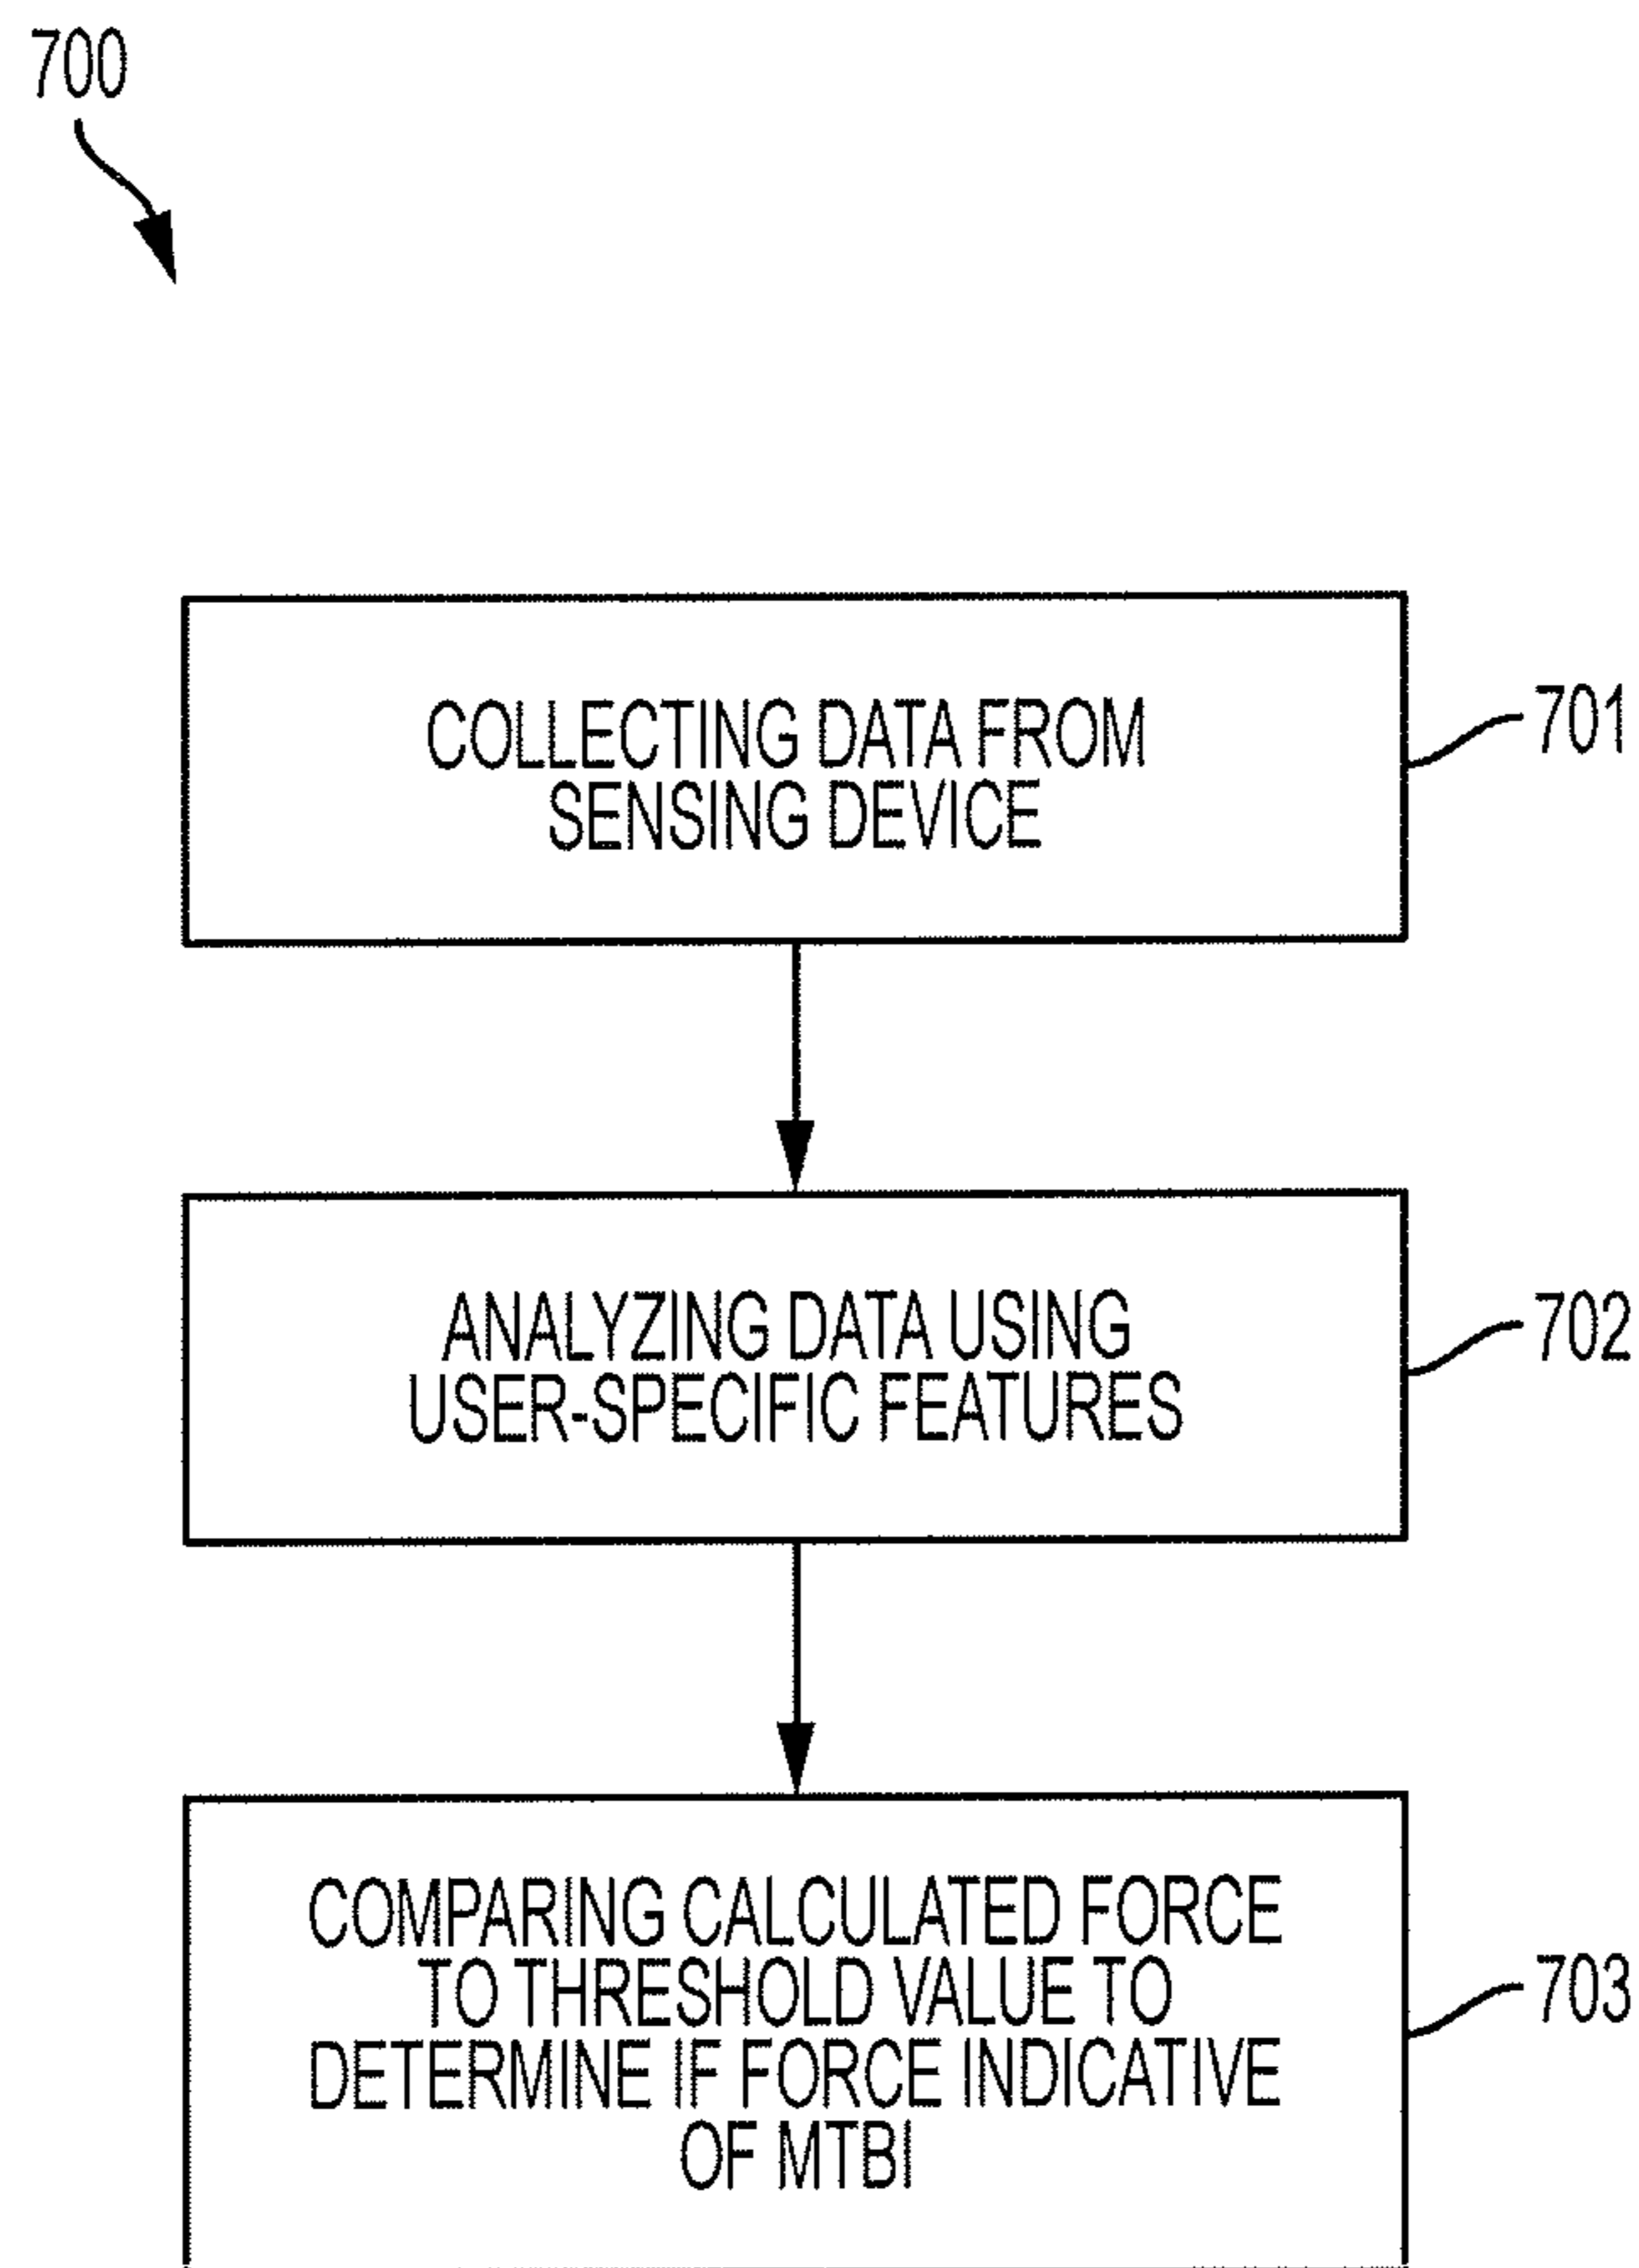 700
COLLECTING DATA FROM
SENSING DEVICE
701
ANALYZING DATA USING
USER-SPECIFIC FEATURES
702
COMPARING CALCULATED FORCE
TO THRESHOLD VALUE TO
DETERMINE IF FORCE INDICATIVE
OF MTBI
703